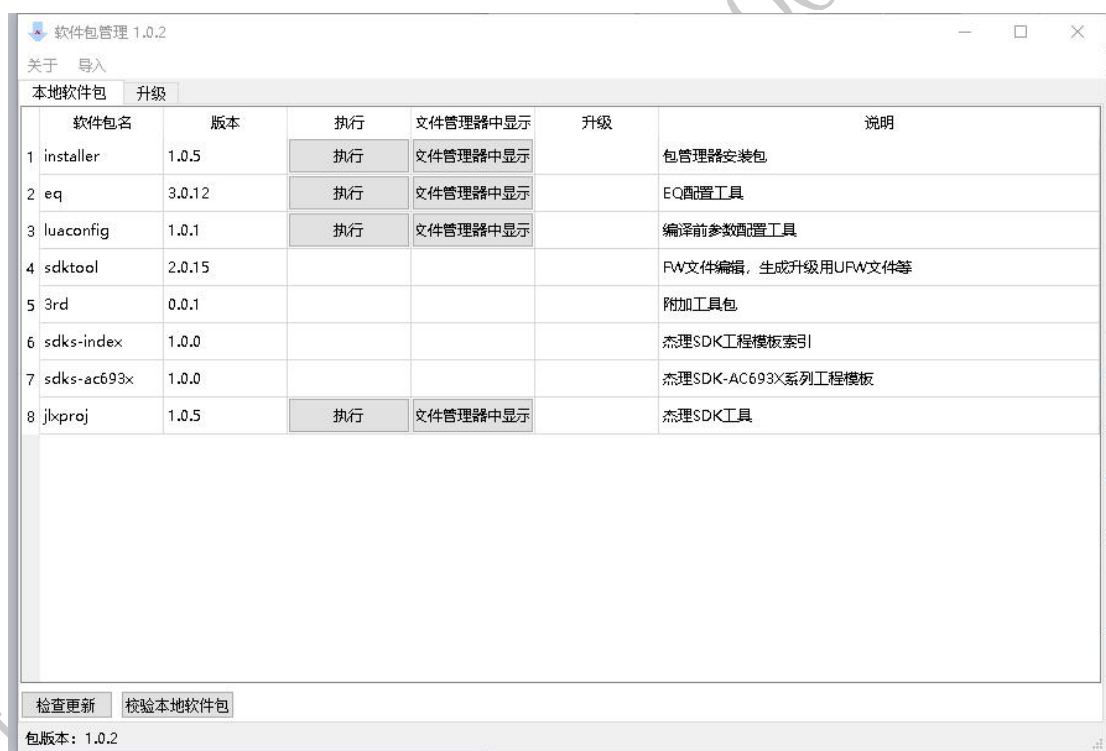 软件包管理 1.0.2
关于 导入
本地软件包 升级
软件包名 版本 执行 文件管理器中显示 升级 说明
1 installer 1.0.5 执行 文件管理器中显示 包管理器安装包
2 eq 3.0.12 执行 文件管理器中显示 EQ配置工具
3 luaconfig 1.0.1 执行 文件管理器中显示 编译前参数配置工具
4 sdktool 2.0.15 FW文件编辑，生成升级用UFW文件等
5 3rd 0.0.1 附加工具包
6 sdks-index 1.0.0 杰理SDK工程模板索引
7 sdks-ac693x 1.0.0 杰理SDK-AC693X系列工程模板
8 jlxproj 1.0.5 执行 文件管理器中显示 杰理SDK工具
检查更新 校验本地软件包
包版本：1.0.2